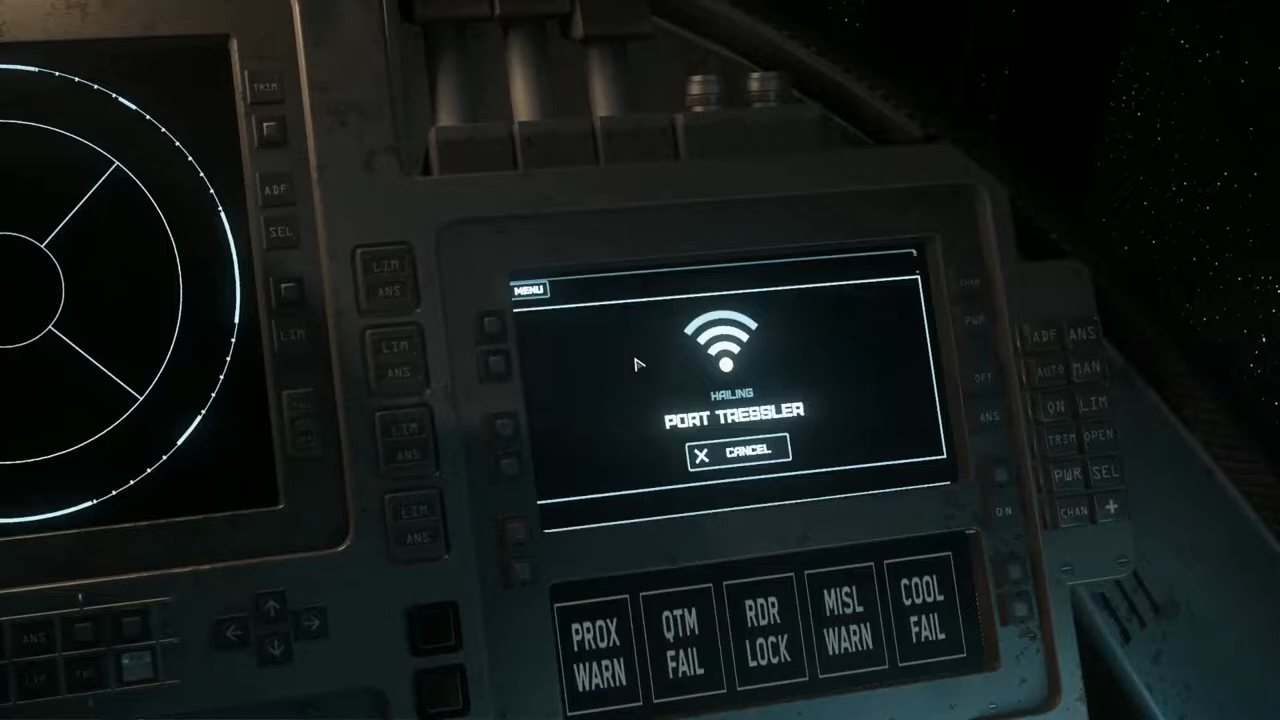 TRIM
ADF
SEL
LIM
LIM
ANS
LIM
ANS
LIM
ANS
LIM
ANS
MENU
HAILING
PORT TRESSLER
X CANCEL
CHAN
PWR
OFF
ANS
ON
ADF ANS
AUTO MAN
ON LIM
TRIM OPEN
PWR SEL
CHAN +
PROX
WARN
QTM
FAIL
RDR
LOCK
MISL
WARN
COOL
FAIL
ANS
LIM